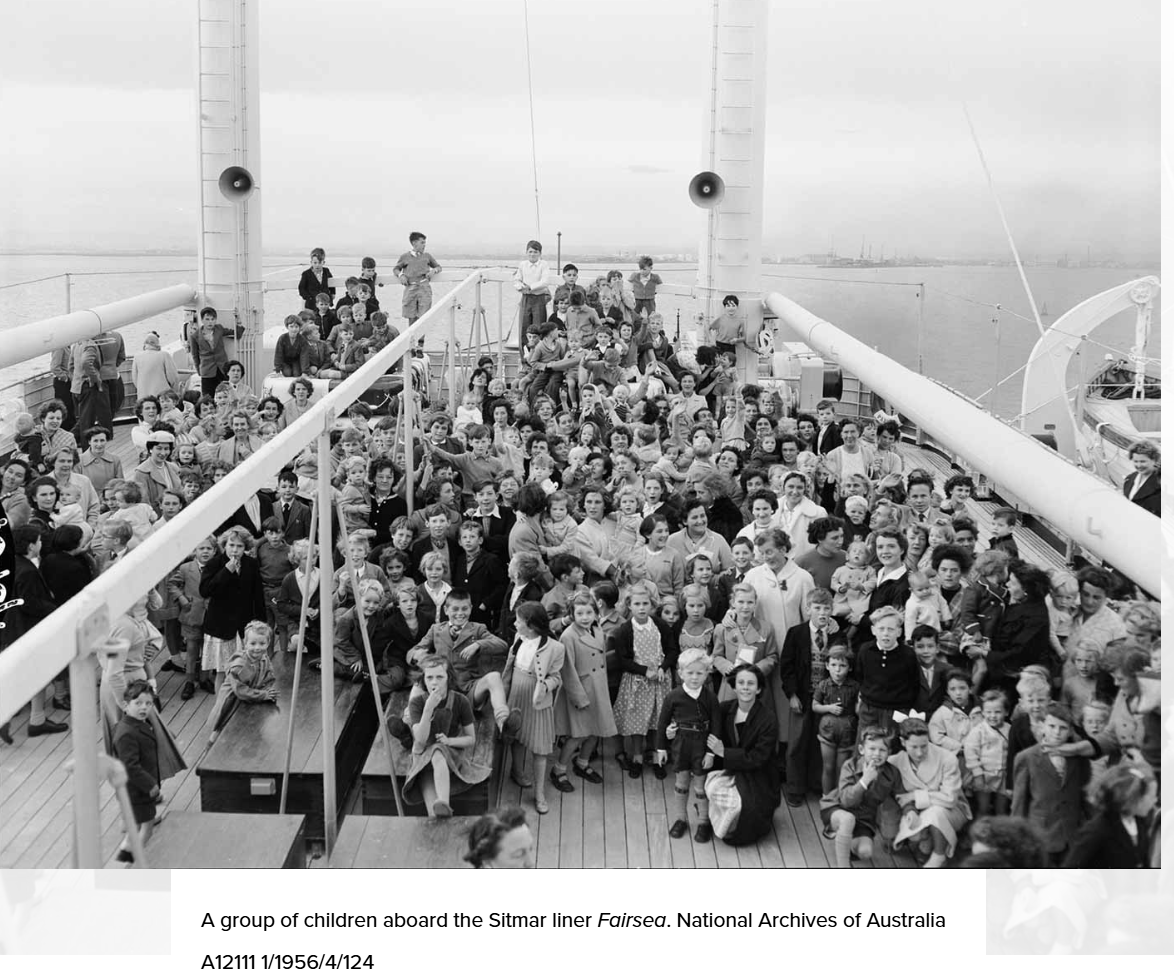 A group of children aboard the Sitmar liner Fairsea. National Archives of Australia
A12111 1/1956/4/124